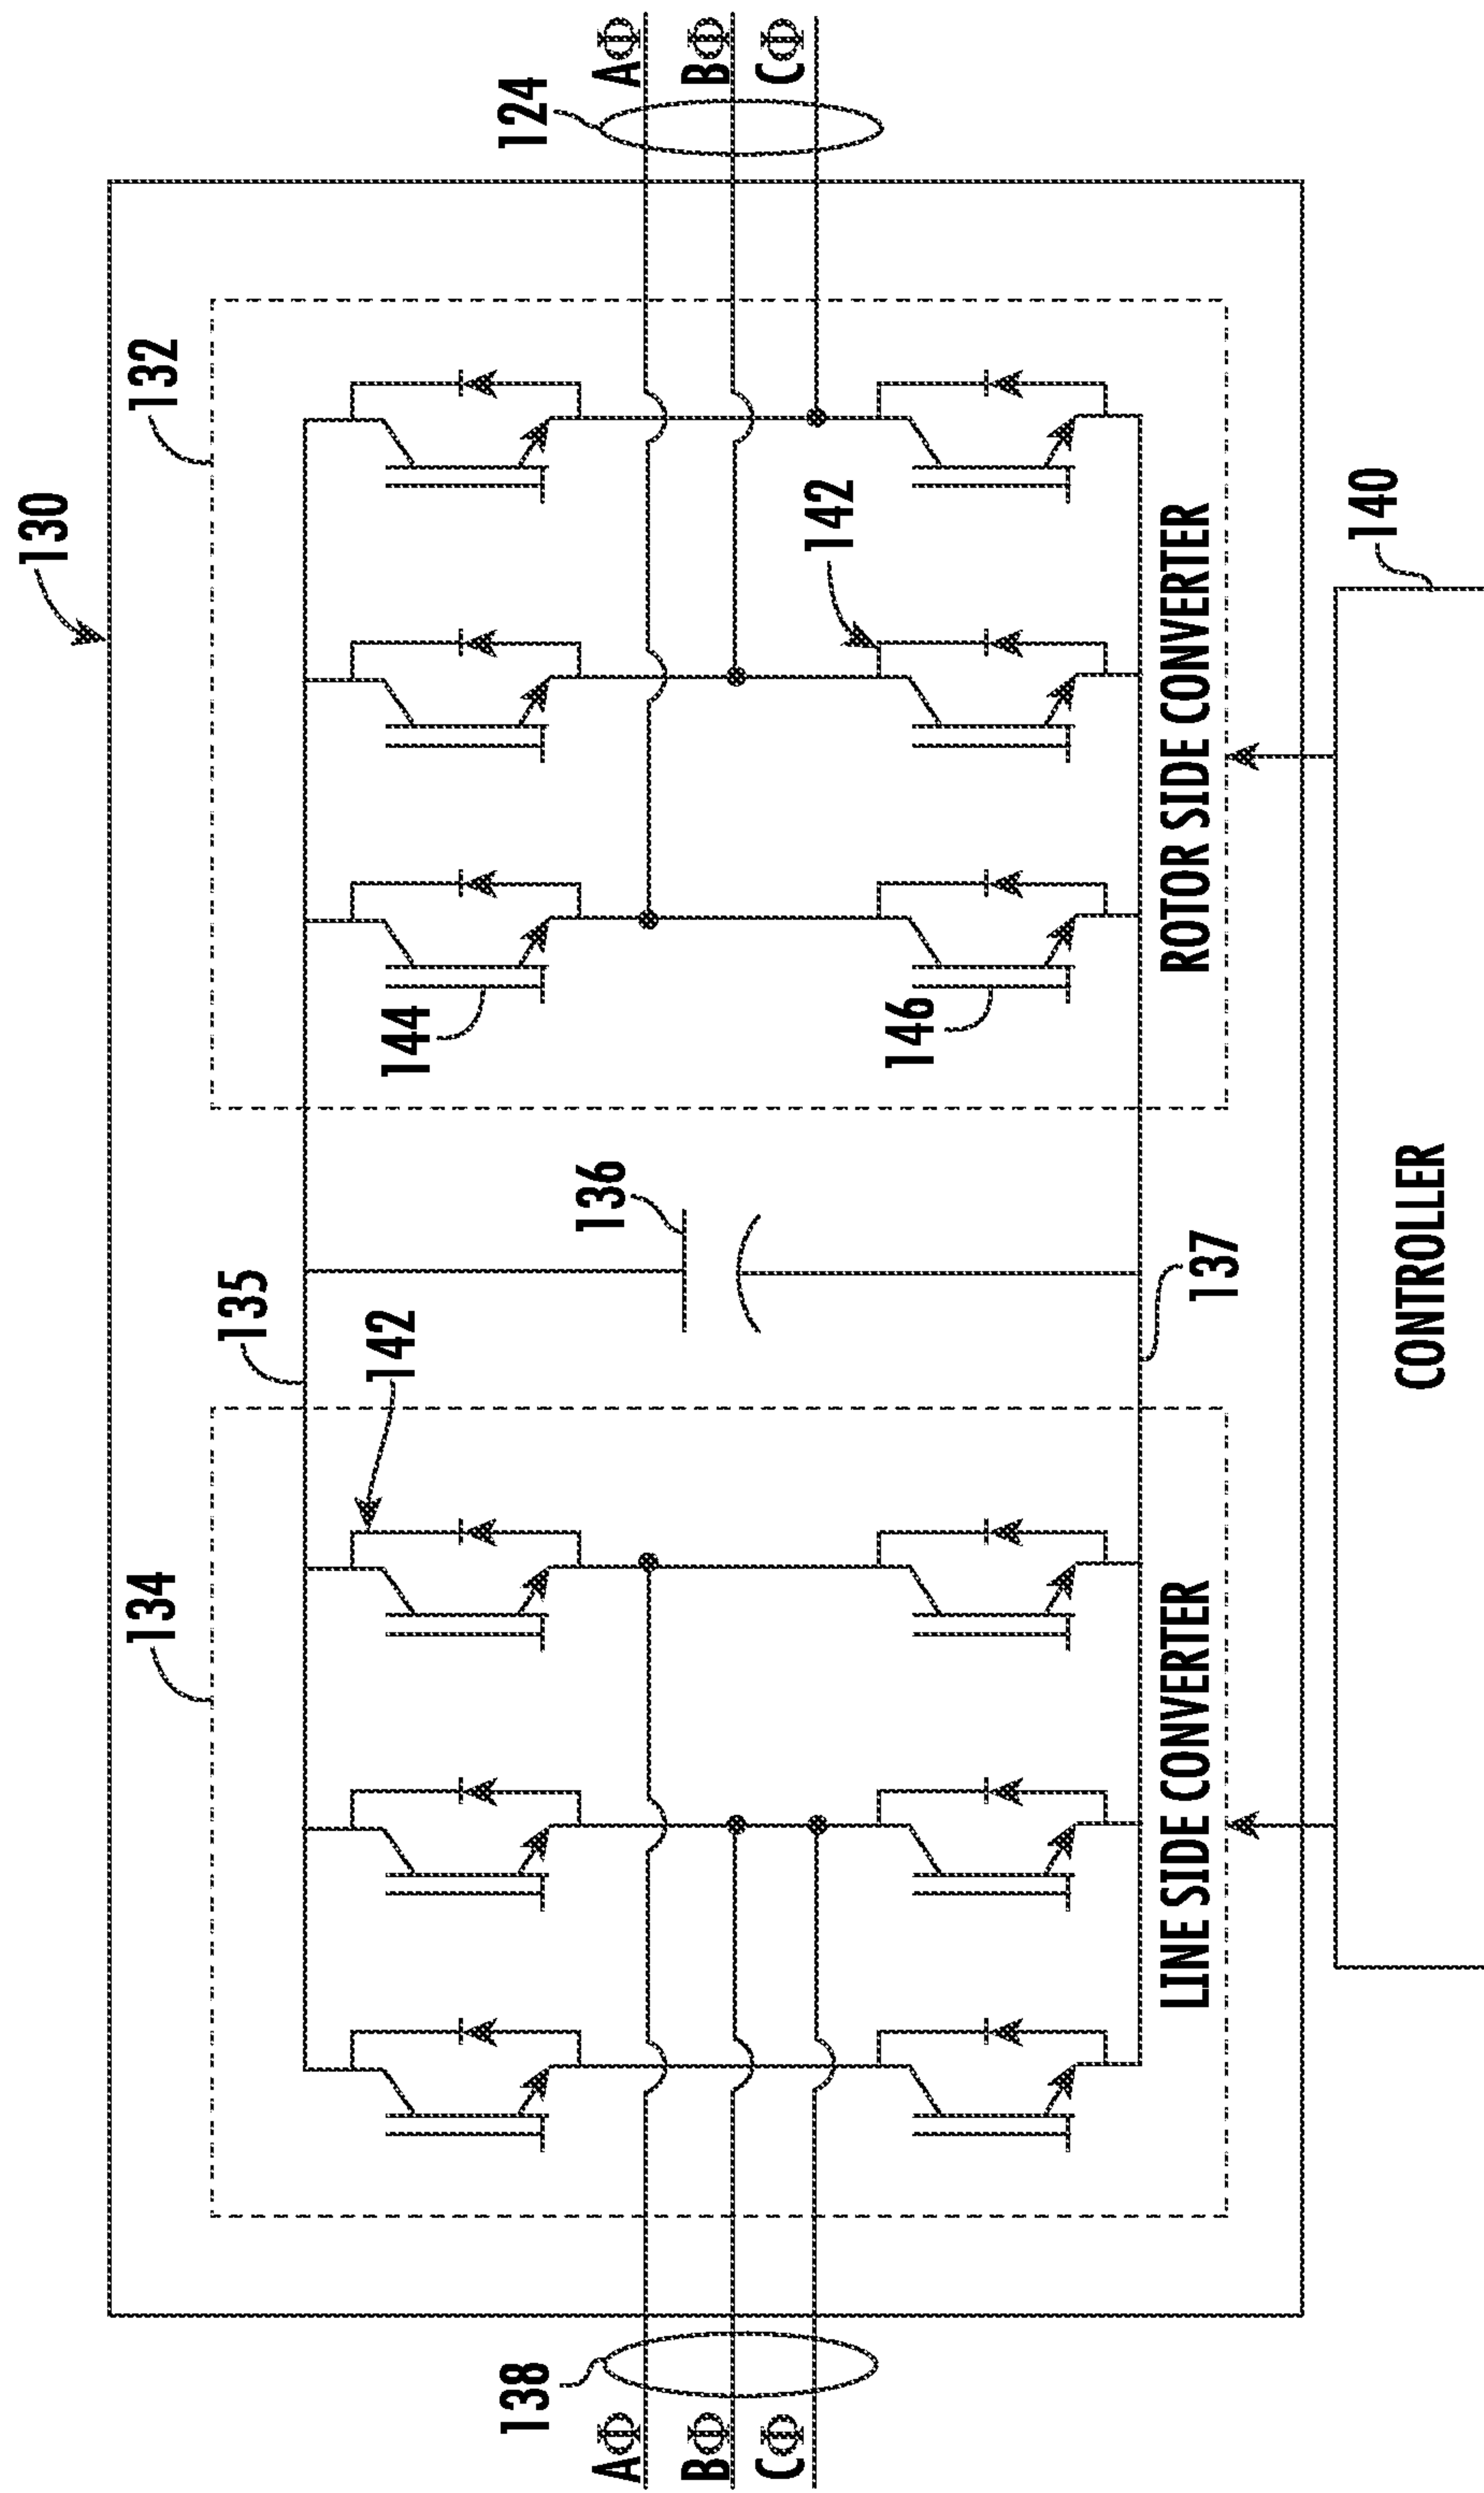 130
134
132
135
142
144
136
138
124
AΦ
AΦ
BΦ
BΦ
CΦ
CΦ
142
146
LINE SIDE CONVERTER
ROTOR SIDE CONVERTER
137
140
CONTROLLER